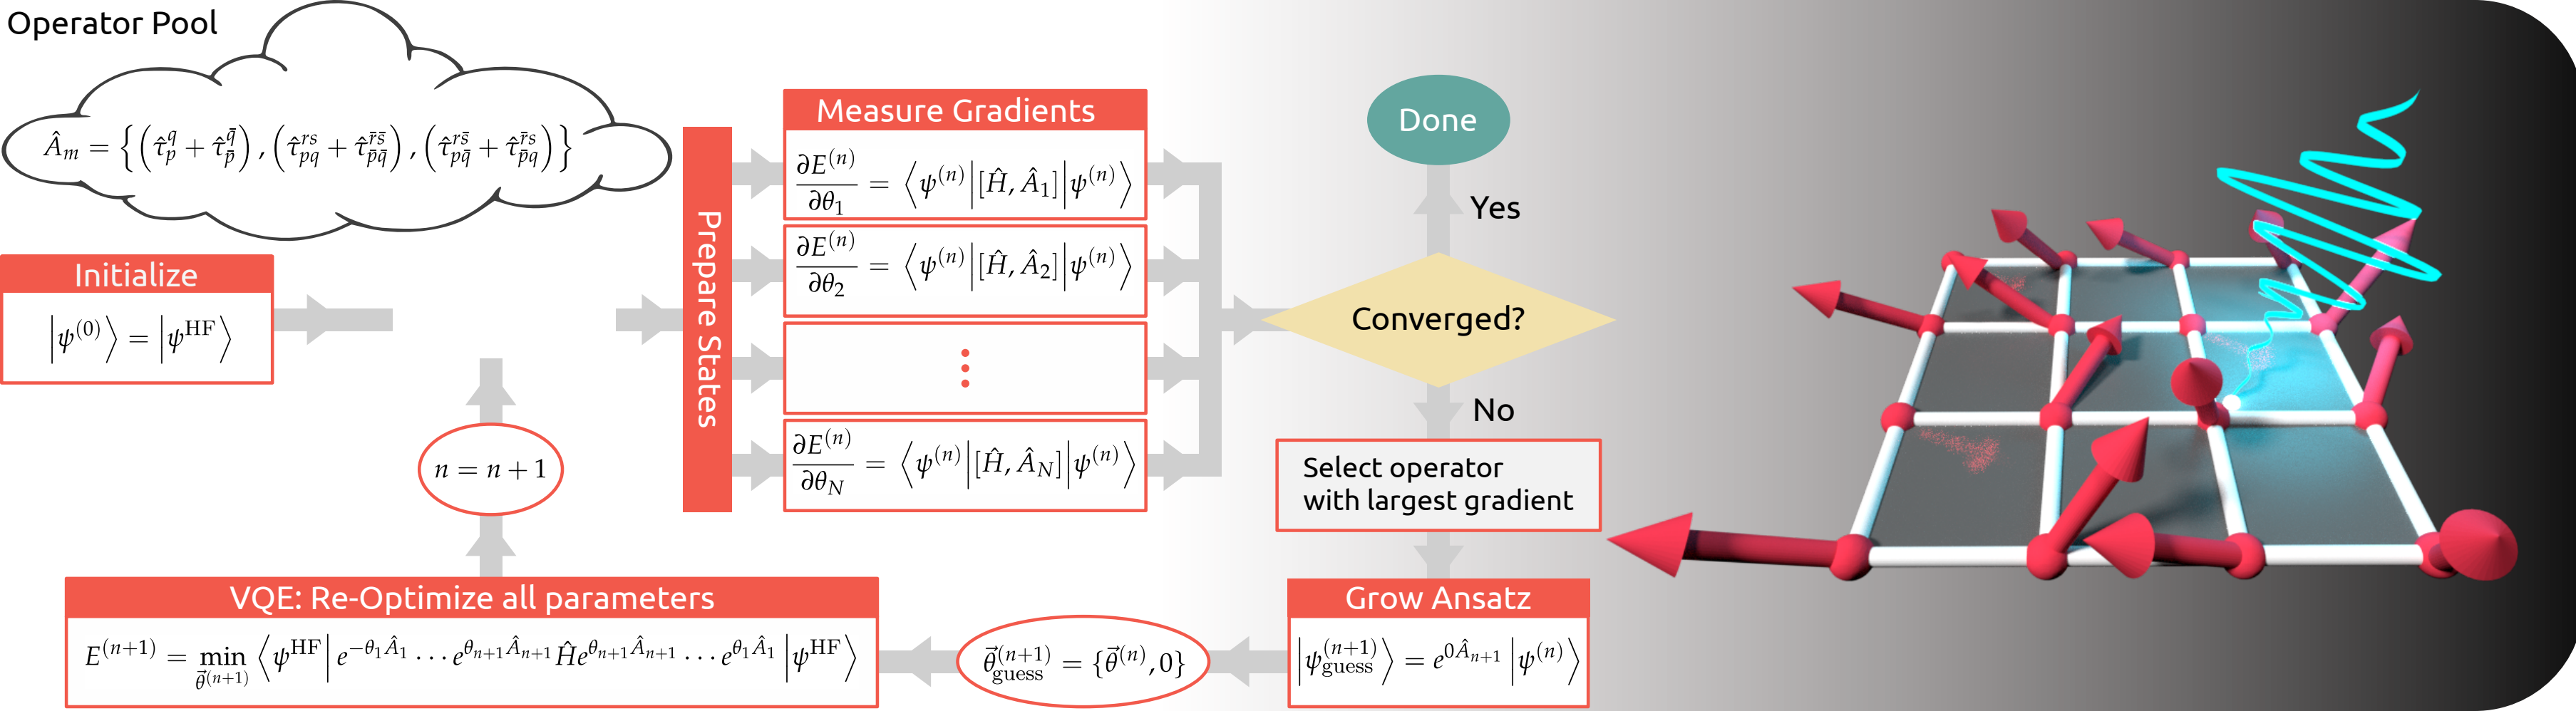 Operator Pool
Â_m = { ( τ̂_p^q + τ̂_p̄^q̄ ) , ( τ̂_pq^rs + τ̂_p̄q̄^r̄s̄ ) , ( τ̂_pq̄^rs̄ + τ̂_p̄q^r̄s ) }
Initialize
|ψ^(0)⟩ = |ψ^HF⟩
Prepare States
Measure Gradients
∂E^(n)/∂θ_1 = ⟨ψ^(n)|[Ĥ, Â_1]|ψ^(n)⟩
∂E^(n)/∂θ_2 = ⟨ψ^(n)|[Ĥ, Â_2]|ψ^(n)⟩
⋮
∂E^(n)/∂θ_N = ⟨ψ^(n)|[Ĥ, Â_N]|ψ^(n)⟩
Done
Yes
Converged?
No
Select operator
with largest gradient
Grow Ansatz
|ψ_guess^(n+1)⟩ = e^{0Â_{n+1}} |ψ^(n)⟩
θ⃗_guess^(n+1) = {θ⃗^(n), 0}
VQE: Re-Optimize all parameters
E^(n+1) = min_{θ⃗^(n+1)} ⟨ψ^HF| e^{-θ_1Â_1} ⋯ e^{θ_{n+1}Â_{n+1}} Ĥ e^{θ_{n+1}Â_{n+1}} ⋯ e^{θ_1Â_1} |ψ^HF⟩
n = n + 1